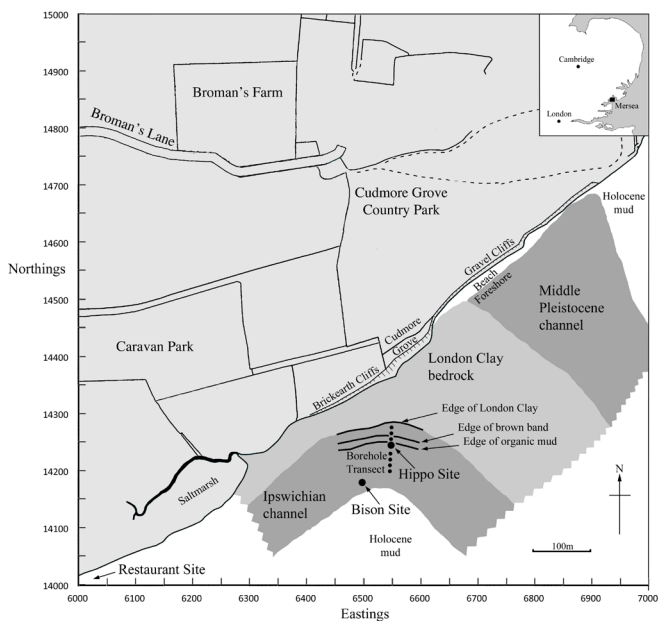 15000
14900
14800
14700
14600
Northings
14500
14400
14300
14200
14100
14000
6000
6100
6200
6300
6400
6500
6600
6700
6800
6900
7000
Eastings
Cambridge
Mersea
London
Broman's Farm
Broman's Lane
Cudmore Grove
Country Park
Holocene
mud
Gravel Cliffs
Beach
Foreshore
Middle
Pleistocene
channel
Caravan Park
Cudmore
Grove
Brickearth Cliffs
London Clay
bedrock
Edge of London Clay
Edge of brown band
Edge of organic mud
Borehole
Transect
Hippo Site
Saltmarsh
Ipswichian
channel
Bison Site
N
Holocene
mud
100m
Restaurant Site